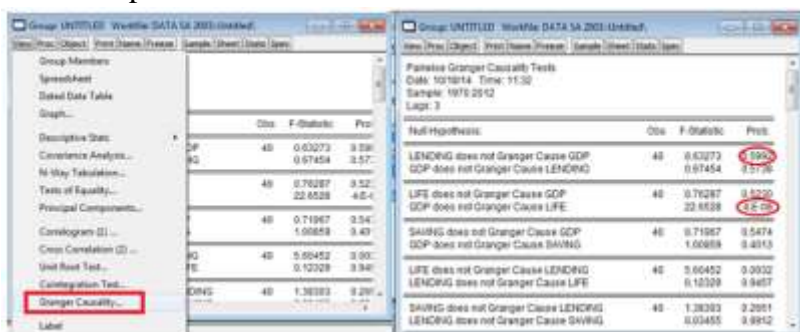 Group: UNTITLED Workfile: DATA SA 2003::Untitled\
View Proc Object Print Name Freeze Sample Sheet Stats Spec
Group Members
Spreadsheet
Dated Data Table
Graph...
Descriptive Stats
Covariance Analysis...
N-Way Tabulation...
Tests of Equality...
Principal Components...
Correlogram (1) ...
Cross Correlation (2) ...
Unit Root Test...
Cointegration Test...
Granger Causality...
Label
Obs F-Statistic
40 0.63273
0.67454
40 0.76287
22.6528
40 0.71967
1.00859
40 5.60452
0.12328
40 1.38303
Group: UNTITLED Workfile: DATA SA 2003::Untitled\
View Proc Object Print Name Freeze Sample Sheet Stats Spec
Pairwise Granger Causality Tests
Date: 10/18/14 Time: 11:32
Sample: 1970 2012
Lags: 3
Null Hypothesis: Obs F-Statistic Prob.
LENDING does not Granger Cause GDP 40 0.63273 0.5992
GDP does not Granger Cause LENDING 0.67454 0.5738
LIFE does not Granger Cause GDP 40 0.76287 0.5230
GDP does not Granger Cause LIFE 22.6528 4.E-08
SAVING does not Granger Cause GDP 40 0.71967 0.5474
GDP does not Granger Cause SAVING 1.00859 0.4013
LIFE does not Granger Cause LENDING 40 5.60452 0.0032
LENDING does not Granger Cause LIFE 0.12328 0.9457
SAVING does not Granger Cause LENDING 40 1.38303 0.2651
LENDING does not Granger Cause SAVING 0.03455 0.9912